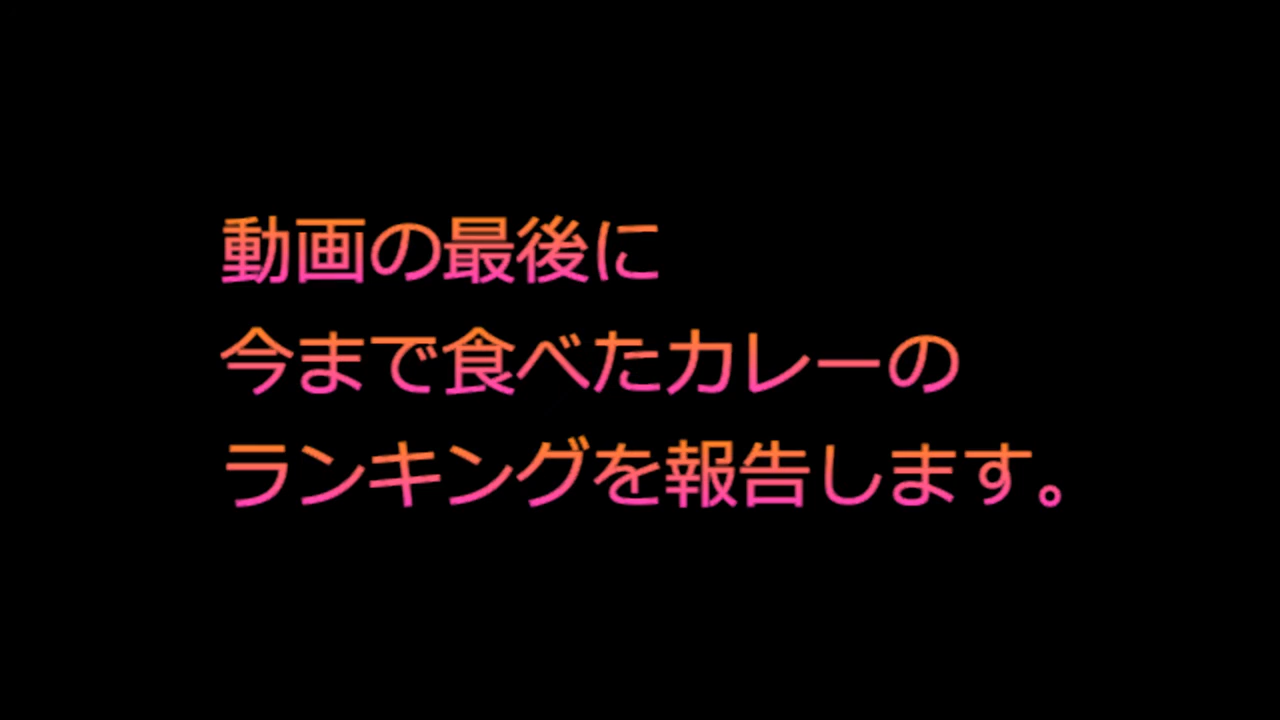 動画の最後に
今まで食べたカレーの
ランキングを報告します。